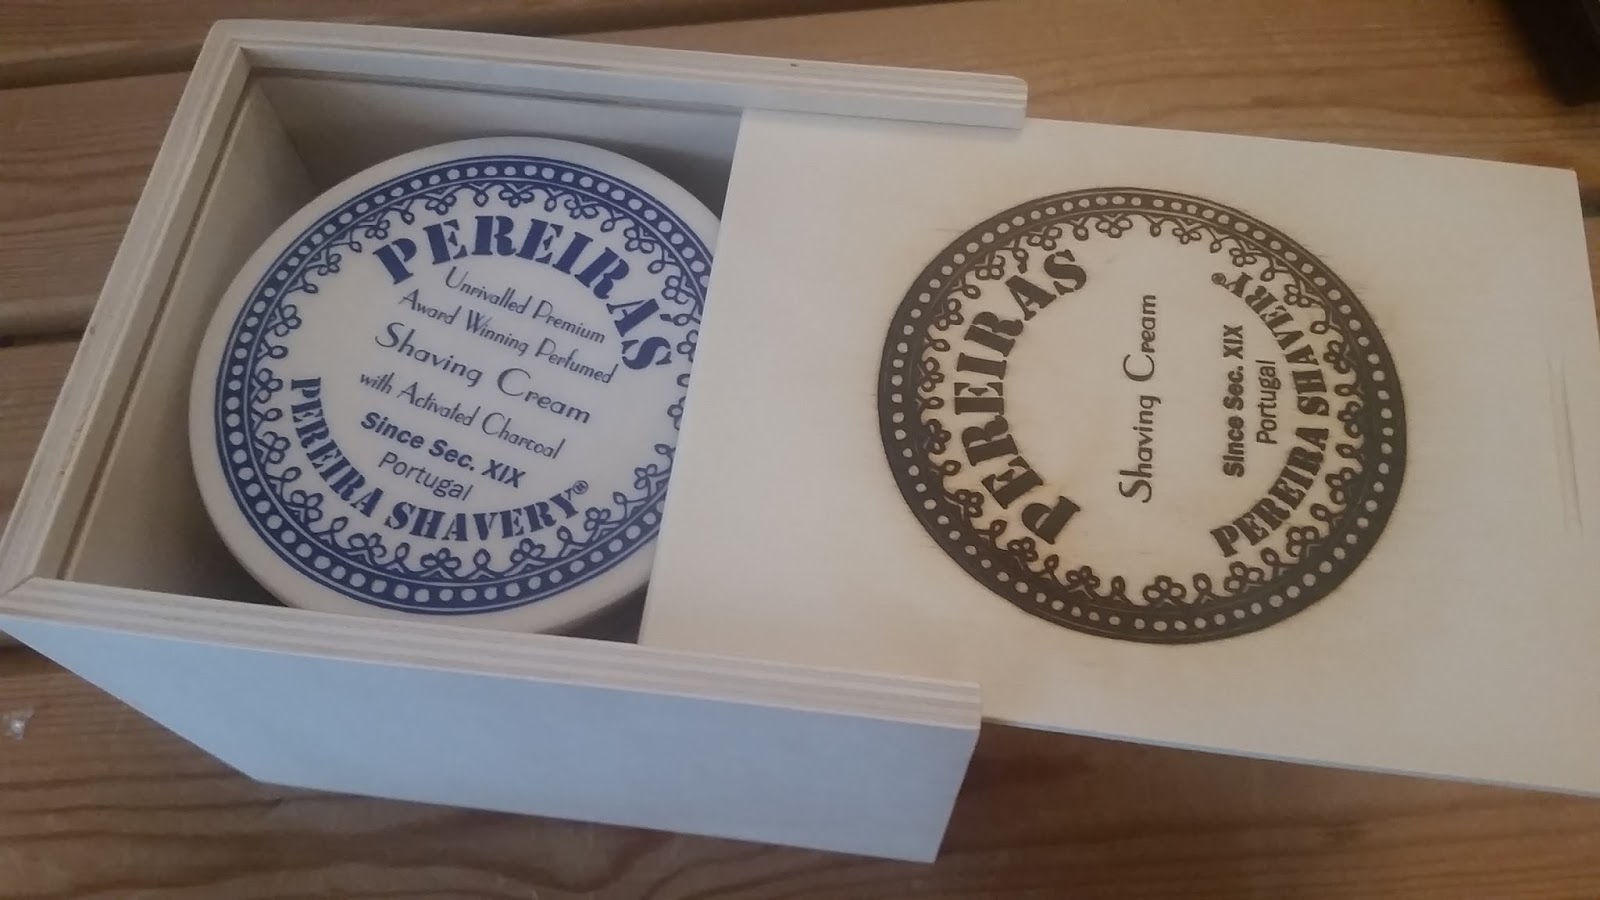 PEREIRA'S
Unrivalled Premium
Award Winning Perfumed
Shaving Cream
with Activated Charcoal
Since Sec. XIX
Portugal
PEREIRA SHAVERY®
PEREIRA'S
Shaving Cream
Since Sec. XIX
Portugal
PEREIRA SHAVERY®